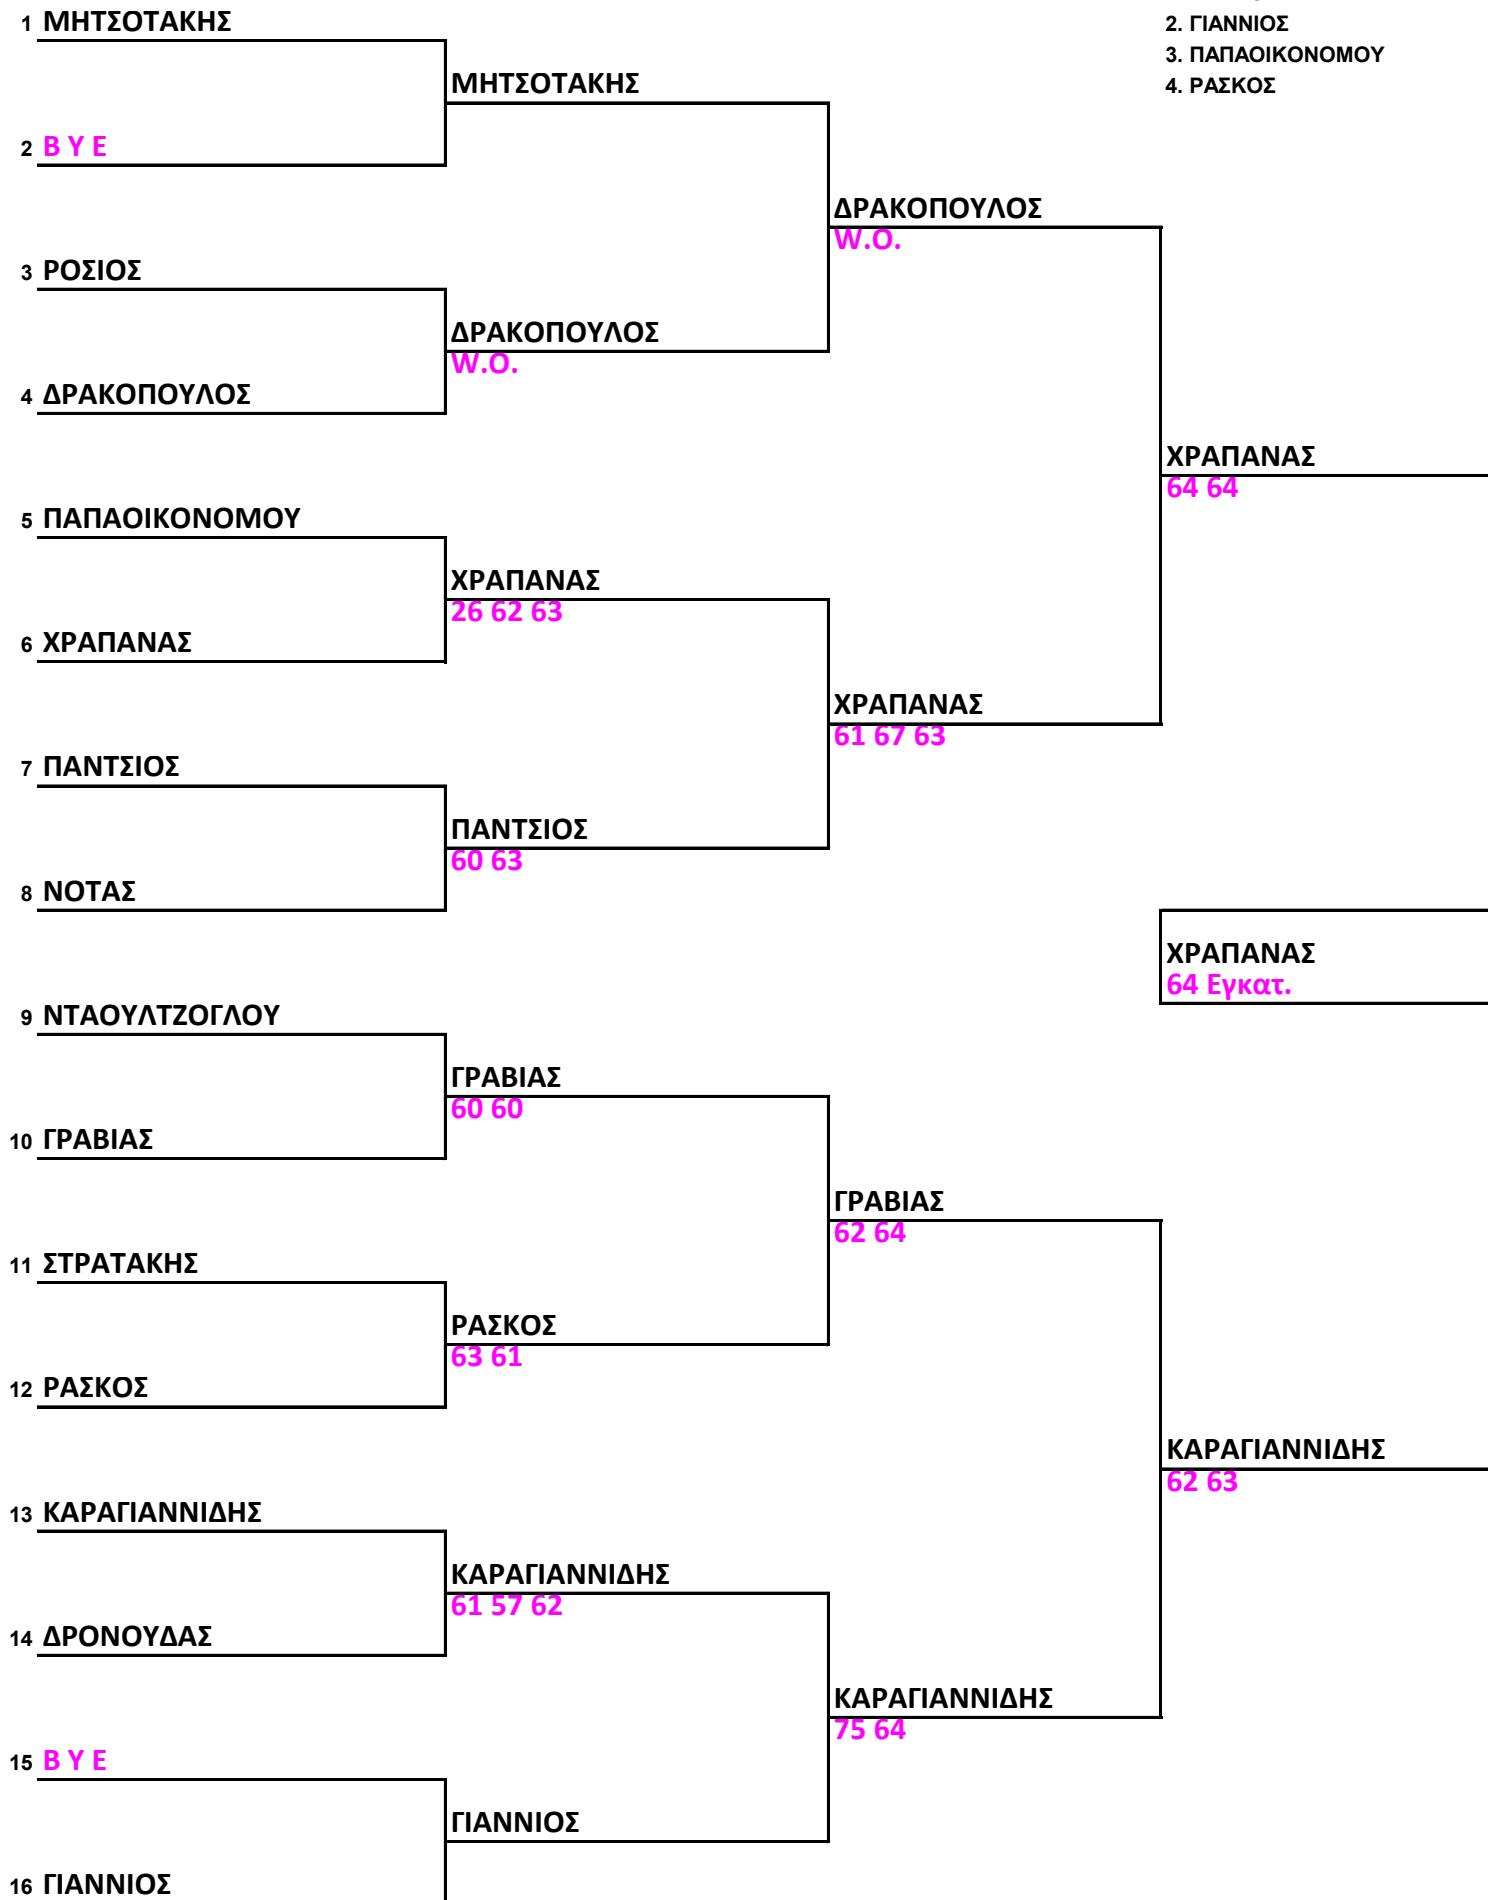 1 ΜΗΤΣΟΤΑΚΗΣ
2. ΓΙΑΝΝΙΟΣ
3. ΠΑΠΑΟΙΚΟΝΟΜΟΥ
ΜΗΤΣΟΤΑΚΗΣ
4. ΡΑΣΚΟΣ
2 B Y E
ΔΡΑΚΟΠΟΥΛΟΣ
W.O.
3 ΡΟΣΙΟΣ
ΔΡΑΚΟΠΟΥΛΟΣ
W.O.
4 ΔΡΑΚΟΠΟΥΛΟΣ
ΧΡΑΠΑΝΑΣ
64 64
5 ΠΑΠΑΟΙΚΟΝΟΜΟΥ
ΧΡΑΠΑΝΑΣ
26 62 63
6 ΧΡΑΠΑΝΑΣ
ΧΡΑΠΑΝΑΣ
61 67 63
7 ΠΑΝΤΣΙΟΣ
ΠΑΝΤΣΙΟΣ
60 63
8 ΝΟΤΑΣ
ΧΡΑΠΑΝΑΣ
64 Εγκατ.
9 ΝΤΑΟΥΛΤΖΟΓΛΟΥ
ΓΡΑΒΙΑΣ
60 60
10 ΓΡΑΒΙΑΣ
ΓΡΑΒΙΑΣ
62 64
11 ΣΤΡΑΤΑΚΗΣ
ΡΑΣΚΟΣ
63 61
12 ΡΑΣΚΟΣ
ΚΑΡΑΓΙΑΝΝΙΔΗΣ
62 63
13 ΚΑΡΑΓΙΑΝΝΙΔΗΣ
ΚΑΡΑΓΙΑΝΝΙΔΗΣ
61 57 62
14 ΔΡΟΝΟΥΔΑΣ
ΚΑΡΑΓΙΑΝΝΙΔΗΣ
75 64
15 B Y E
ΓΙΑΝΝΙΟΣ
16 ΓΙΑΝΝΙΟΣ